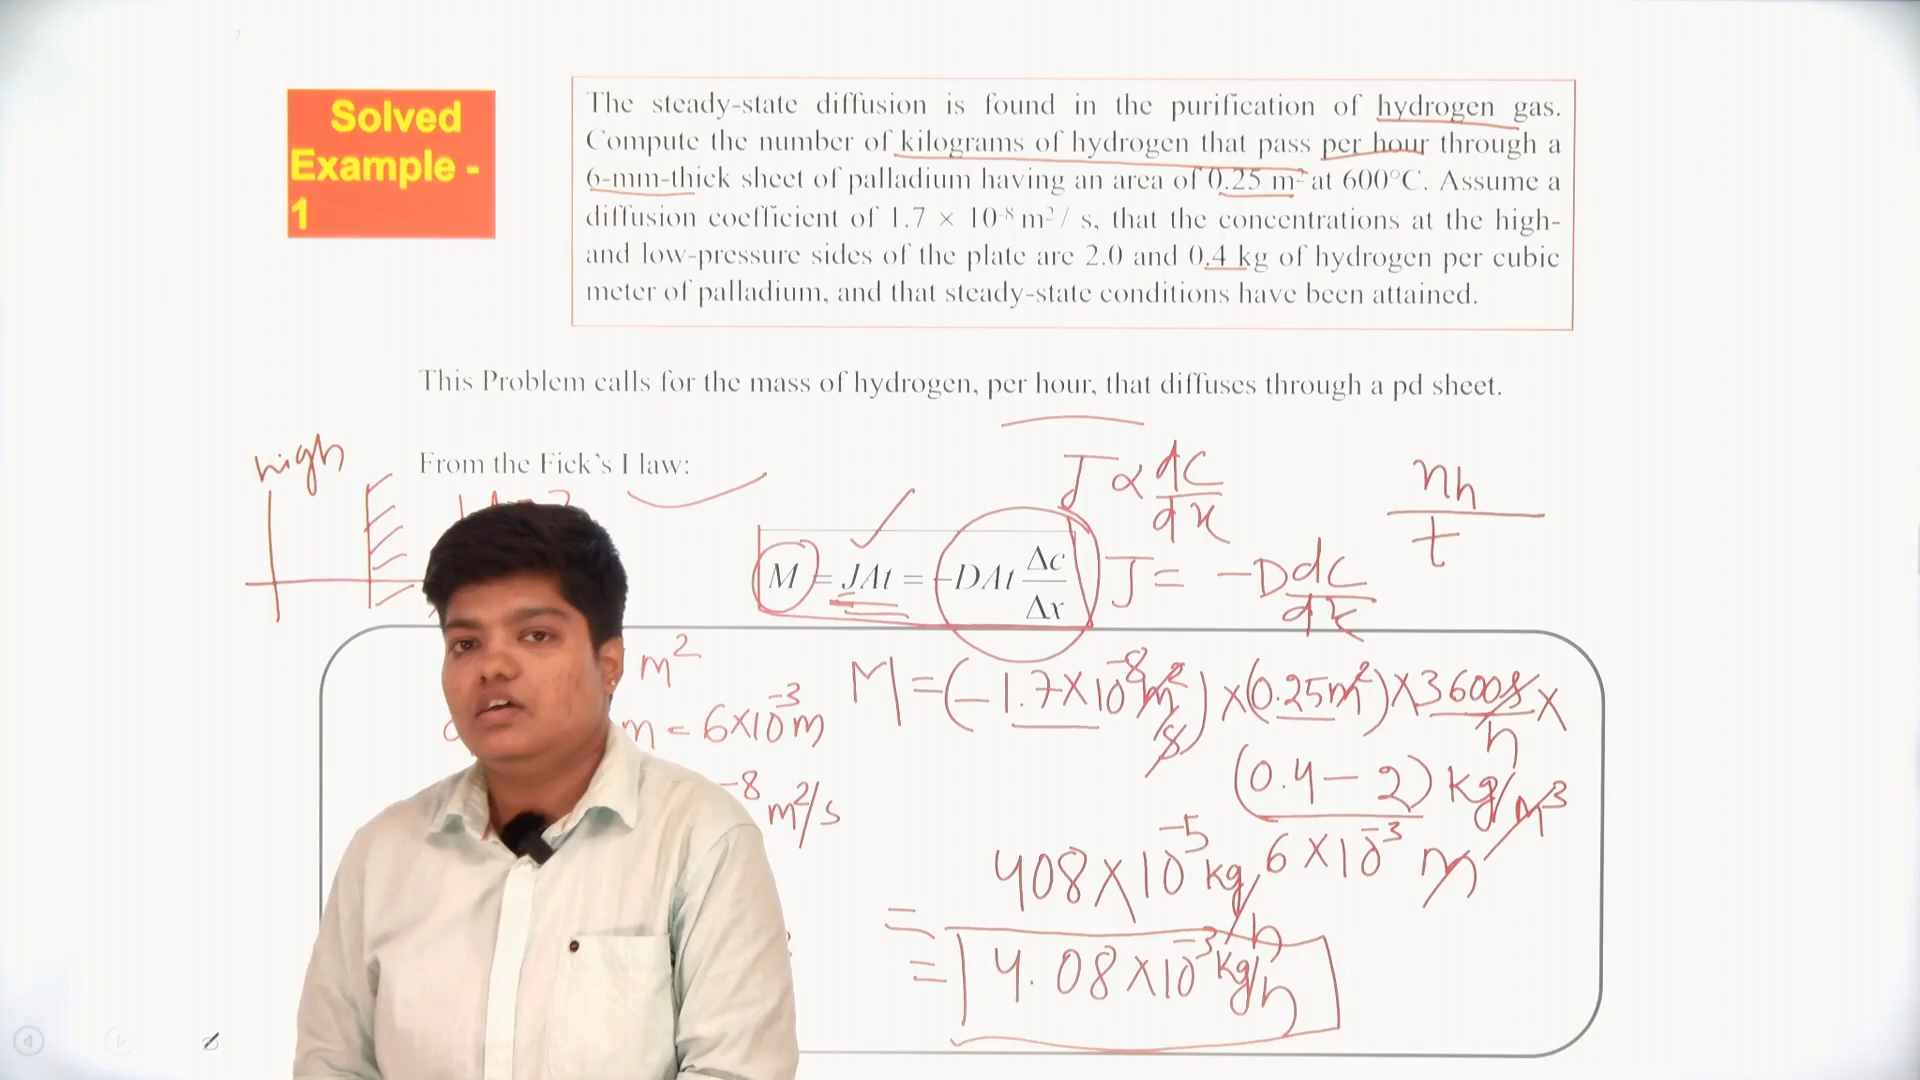 Solved
Example -
1
The steady-state diffusion is found in the purification of hydrogen gas.
Compute the number of kilograms of hydrogen that pass per hour through a
6-mm-thick sheet of palladium having an area of 0.25 m² at 600°C. Assume a
diffusion coefficient of 1.7 × 10⁻⁸ m² / s, that the concentrations at the high-
and low-pressure sides of the plate are 2.0 and 0.4 kg of hydrogen per cubic
meter of palladium, and that steady-state conditions have been attained.
This Problem calls for the mass of hydrogen, per hour, that diffuses through a pd sheet.
high
From the Fick's I law:
J ∝ dC/dx
M = JAt = -DAt Δc/Δx
J = -D dC/dx
m²
m = 6×10⁻³ m
⁻⁸ m²/s
M = (-1.7×10⁻⁸ m²/s) × (0.25m²) × 3600 s/h ×
(0.4 - 2) kg/m³
6×10⁻³ m
= 408×10⁻⁵ kg/h
= 4.08×10⁻³ kg/h